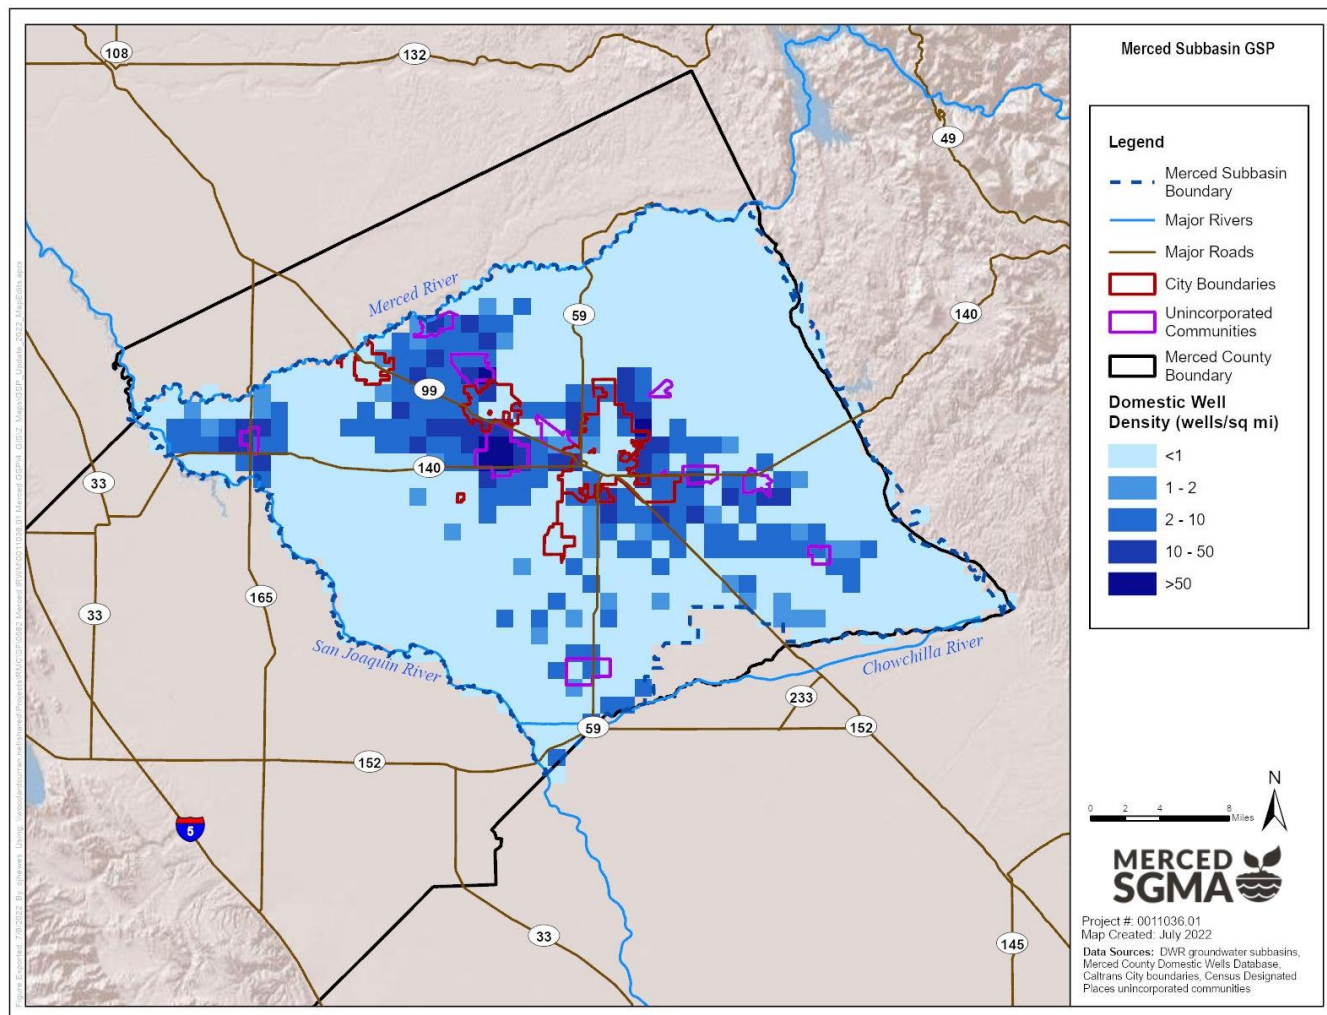 Merced Subbasin GSP
Legend
Merced Subbasin
Boundary
Major Rivers
Major Roads
City Boundaries
Unincorporated
Communities
Merced County
Boundary
Domestic Well
Density (wells/sq mi)
<1
1 - 2
2 - 10
10 - 50
>50
N
0 2 4 8
Miles
MERCED
SGMA
Project #: 0011036.01
Map Created: July 2022
Data Sources: DWR groundwater subbasins,
Merced County Domestic Wells Database,
Caltrans City boundaries, Census Designated
Places unincorporated communities
108
132
49
Merced River
59
140
99
140
33
165
33
San Joaquin River
Chowchilla River
233
59
152
152
5
33
145